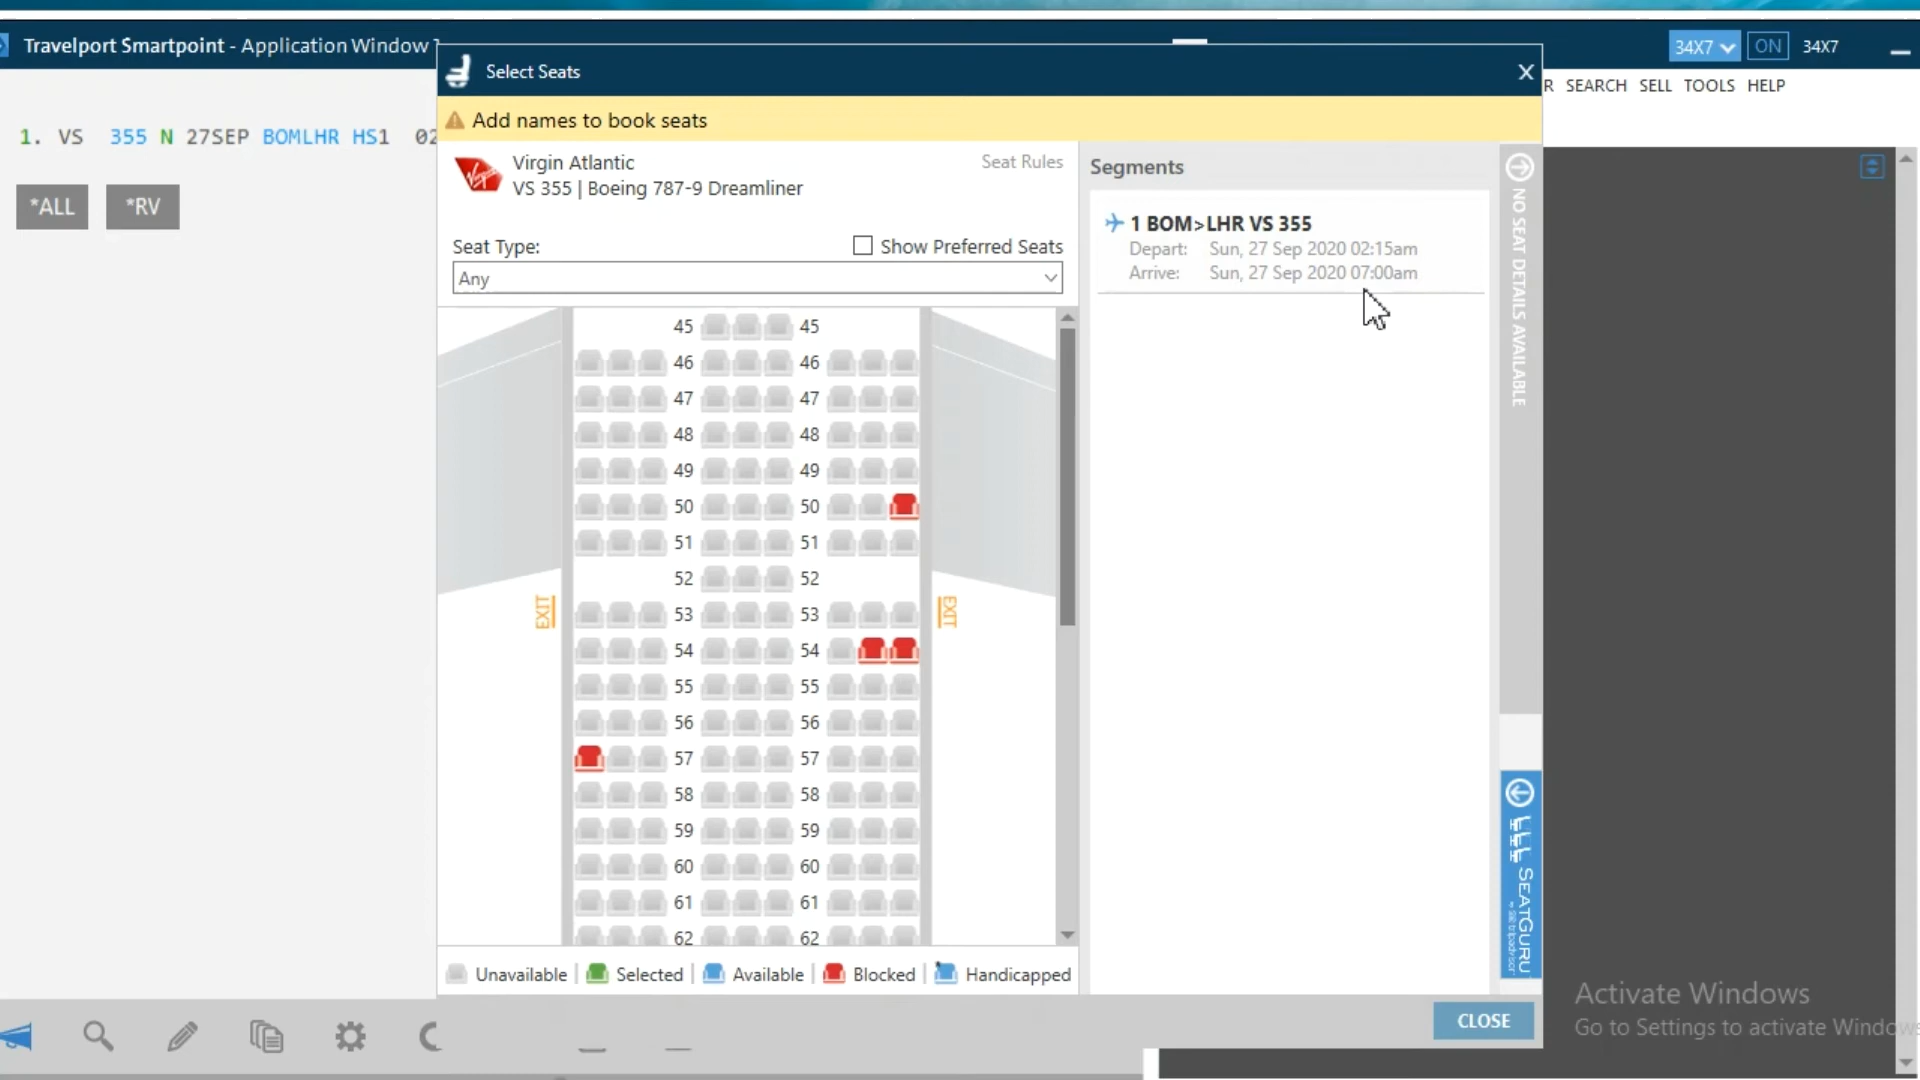 Travelport Smartpoint - Application Window
34X7
ON
34X7
Select Seats
X
R SEARCH SELL TOOLS HELP
Add names to book seats
1. VS 355 N 27SEP BOMLHR HS1 02
*ALL
*RV
Virgin Atlantic
VS 355 | Boeing 787-9 Dreamliner
Seat Rules
Seat Type:
Show Preferred Seats
Any
45 45
46 46
47 47
48 48
49 49
50 50
51 51
52 52
53 53
54 54
55 55
56 56
57 57
58 58
59 59
60 60
61 61
62 62
EXIT
EXIT
Unavailable | Selected | Available | Blocked | Handicapped
Segments
1 BOM>LHR VS 355
Depart: Sun, 27 Sep 2020 02:15am
Arrive: Sun, 27 Sep 2020 07:00am
NO SEAT DETAILS AVAILABLE
SEATGURU
CLOSE
Activate Windows
Go to Settings to activate Windows